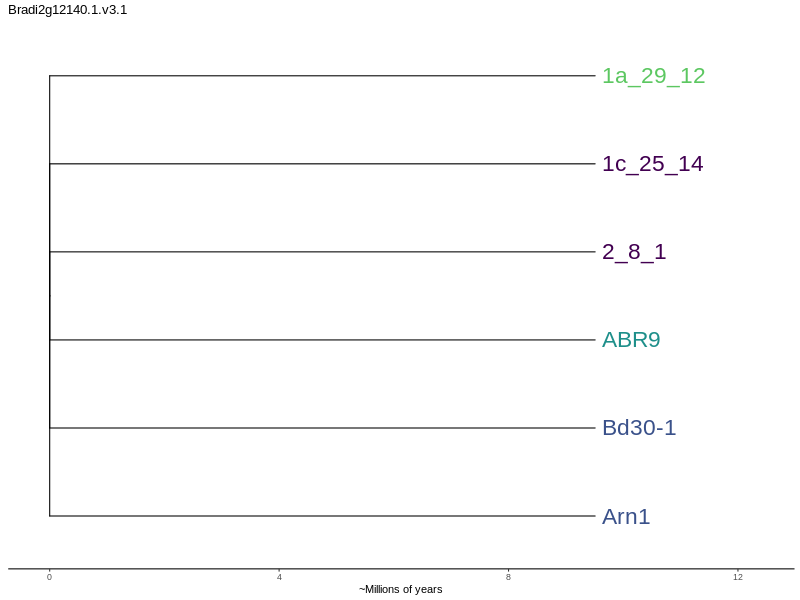 Bradi2g12140.1.v3.1
1a_29_12
1c_25_14
2_8_1
ABR9
Bd30-1
Arn1
0 4 8 12
~Millions of years